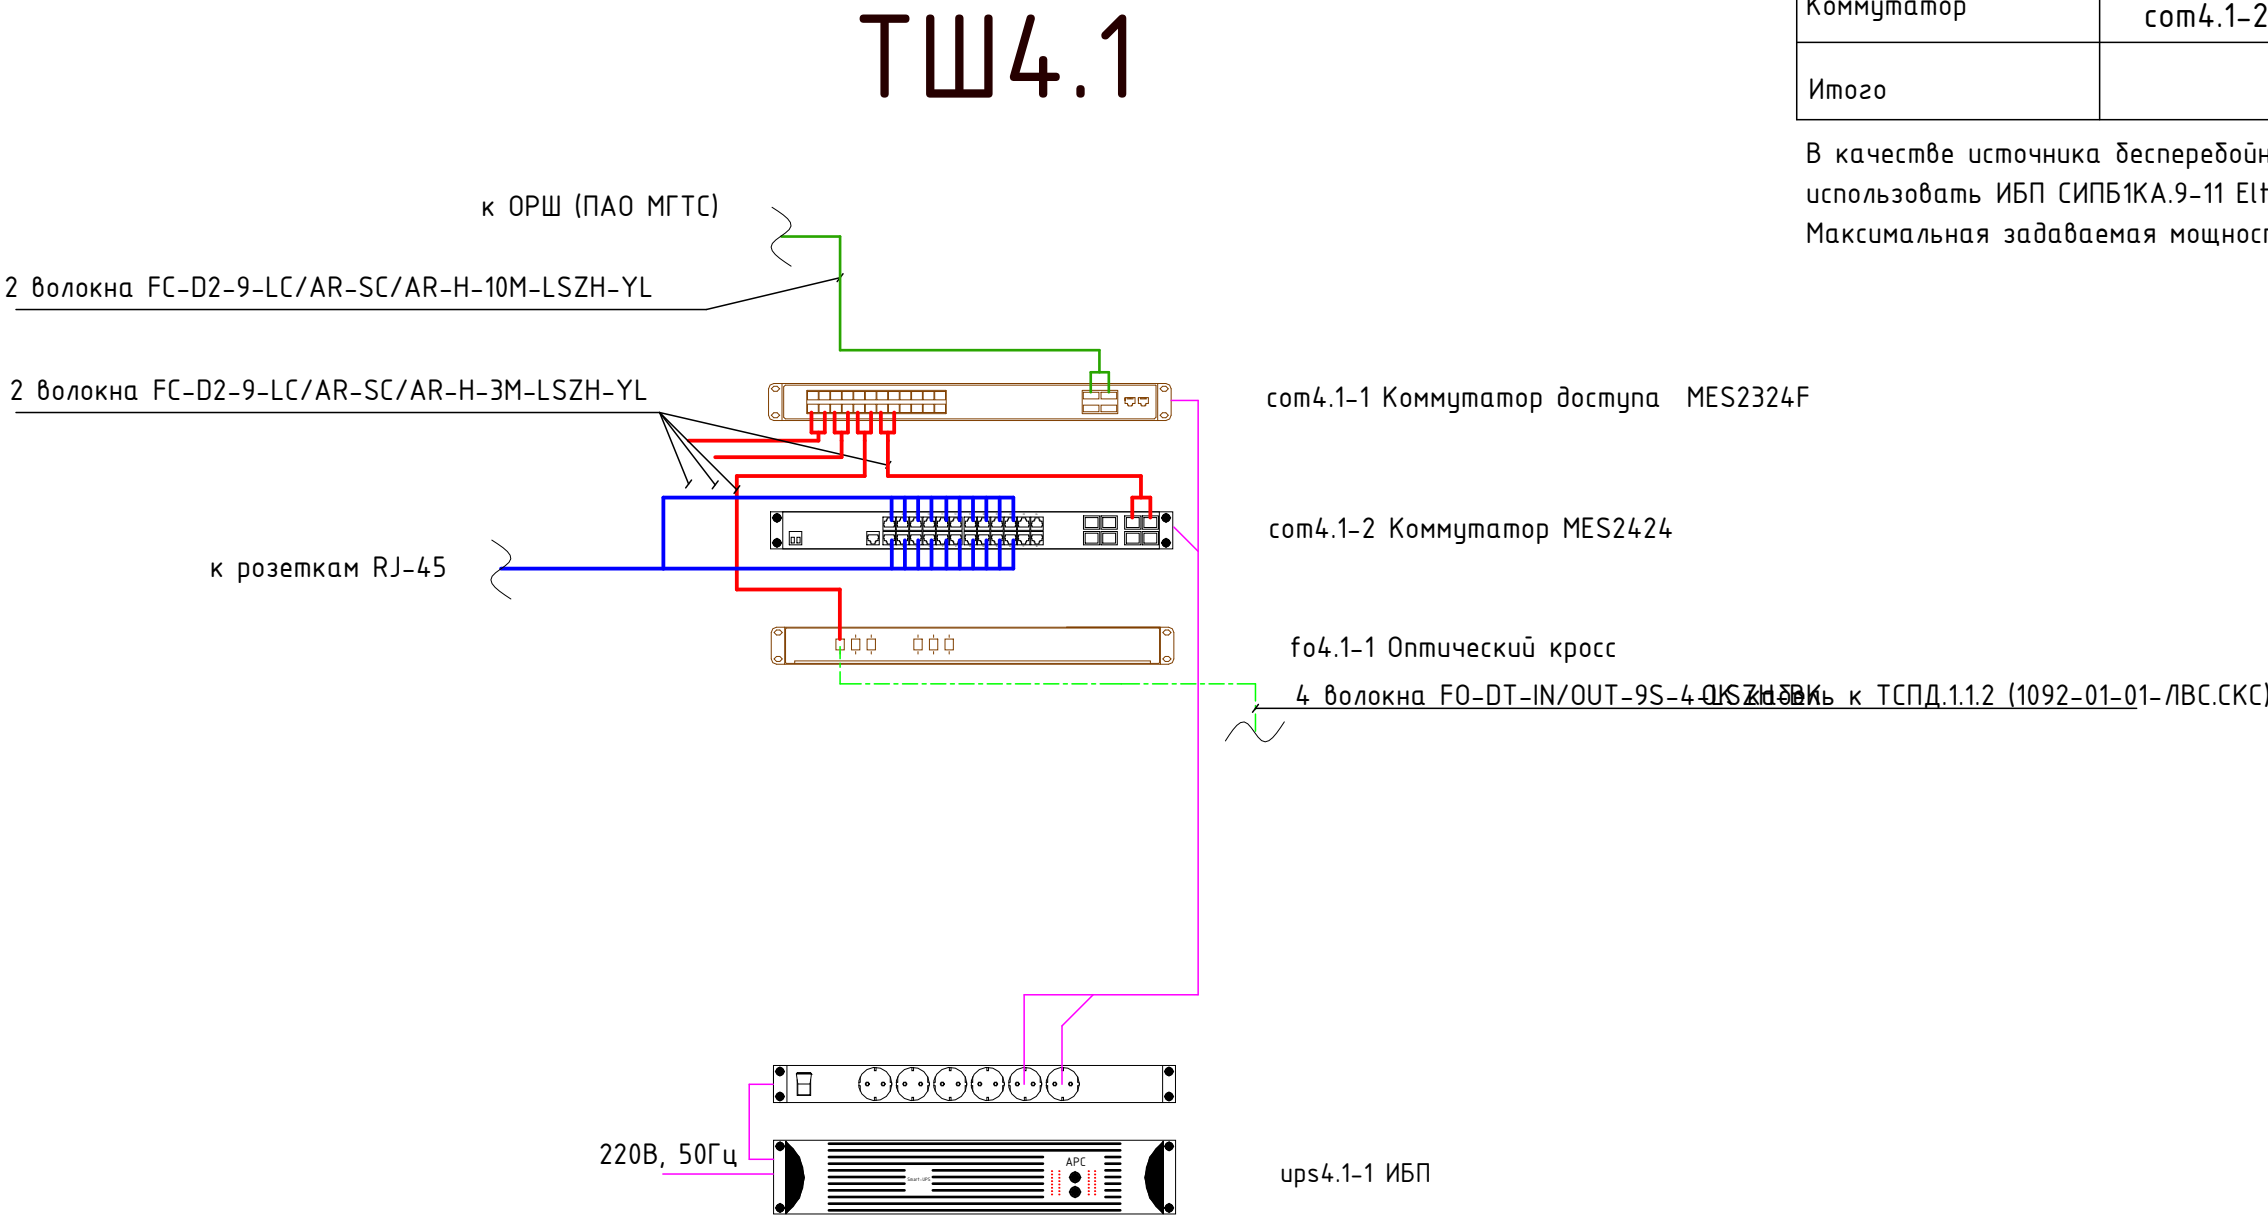 ТШ4.1
Коммутатор
com4.1-2
Итого
В качестве источника
использовать ИБП СИПБ1КА.9-11
Максимальная задаваемая
к ОРШ (ПАО МГТС)
2 волокна FC-D2-9-LC/AR-SC/AR-H-10M-LSZH-YL
2 волокна FC-D2-9-LC/AR-SC/AR-H-3M-LSZH-YL
com4.1-1 Коммутатор доступа MES2324F
com4.1-2 Коммутатор MES2424
к розеткам RJ-45
fo4.1-1 Оптический кросс
4 волокна FO-DT-IN/OUT-9S-4-LSZH-BK
ОК кабель к ТСПД.1.1.2 (1092-01-01-ЛВС.СКС)
220В, 50Гц
APC
Smart-UPS
ups4.1-1 ИБП